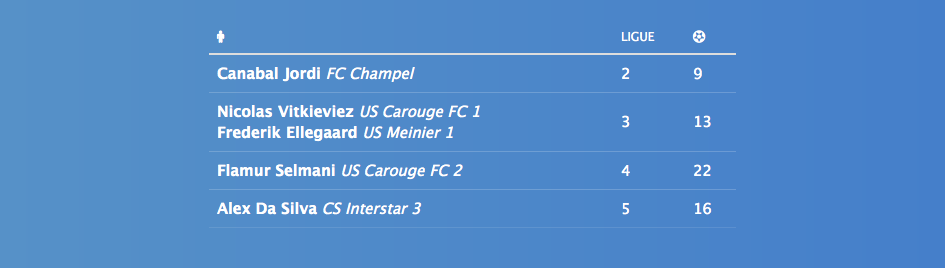 LIGUE
Canabal Jordi FC Champel 2 9
Nicolas Vitkieviez US Carouge FC 1
Frederik Ellegaard US Meinier 1
3 13
Flamur Selmani US Carouge FC 2 4 22
Alex Da Silva CS Interstar 3 5 16